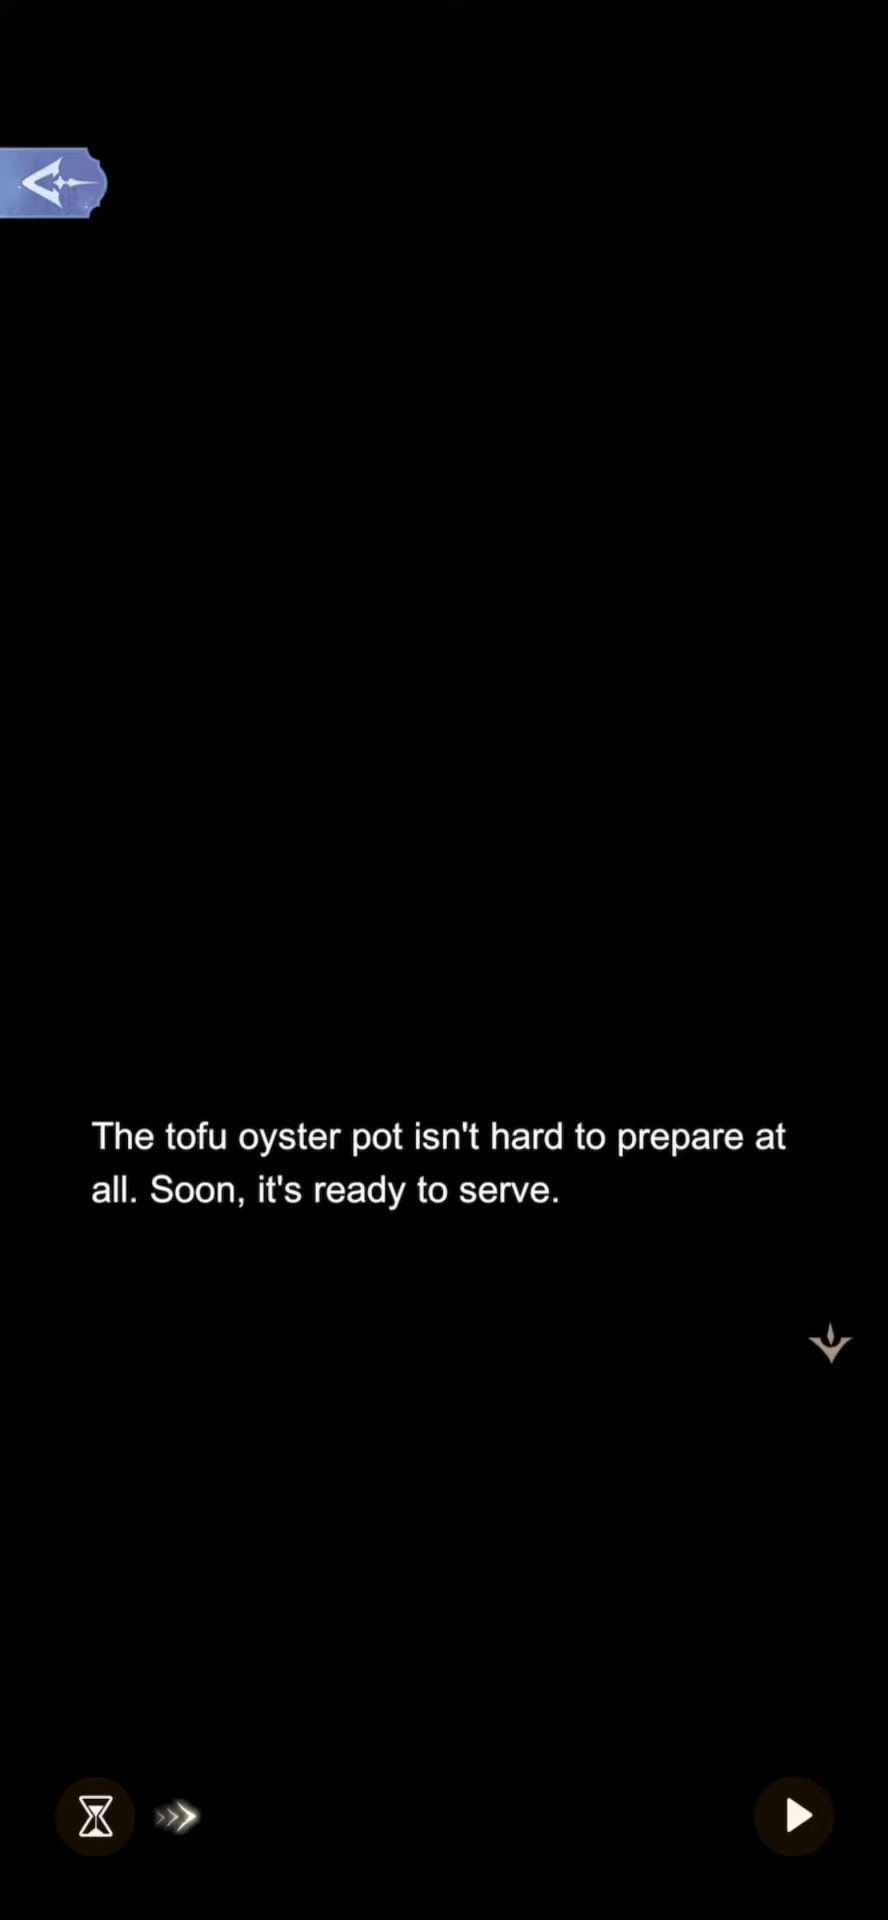 The tofu oyster pot isn't hard to prepare at
all. Soon, it's ready to serve.